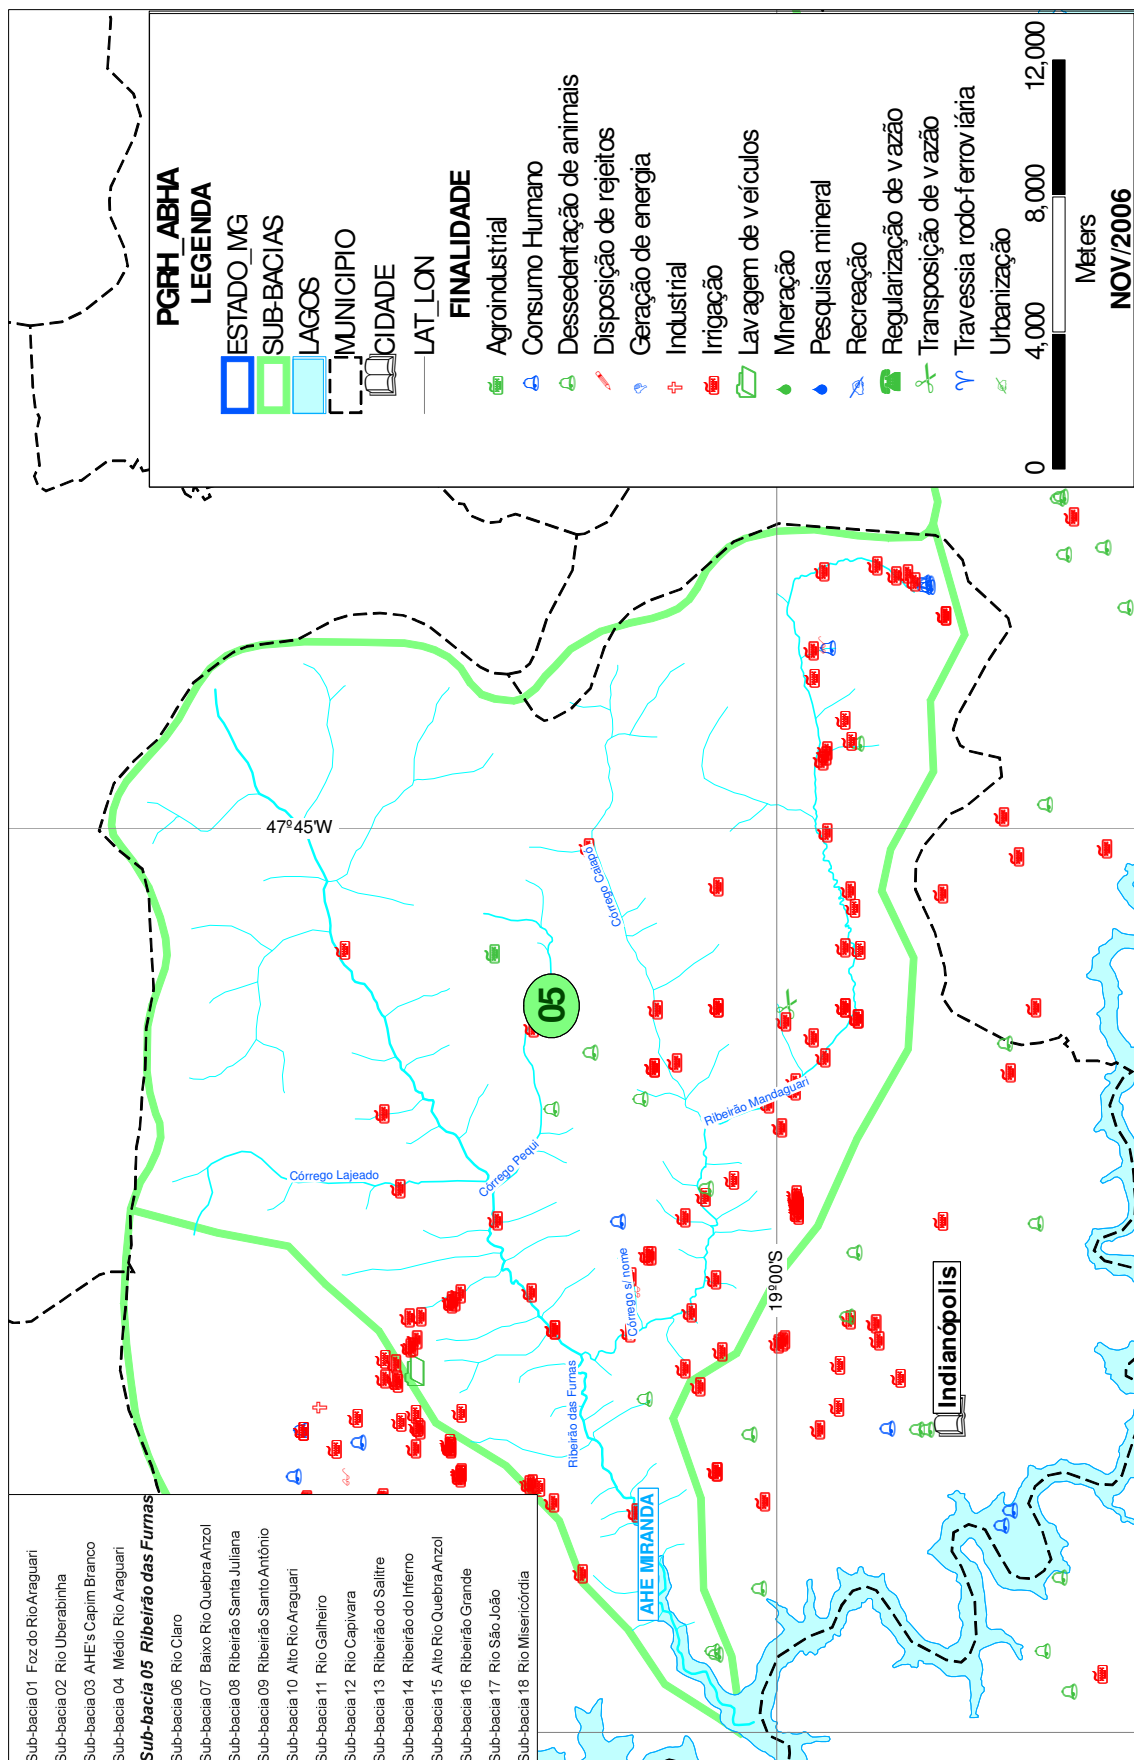 PGRH_ABHA
LEGENDA
ESTADO_MG
SUB-BACIAS
LAGOS
MUNICIPIO
CIDADE
LAT_LON
FINALIDADE
Agroindustrial
Consumo Humano
Dessedentação de animais
Disposição de rejeitos
Geração de energia
Industrial
Irrigação
Lavagem de veículos
Mineração
Pesquisa mineral
Recreação
Regularização de vazão
Transposição de vazão
Travessia rodo-ferroviária
Urbanização
0 4,000 8,000 12,000
Meters
NOV/2006
47º45'W
19º00'S
05
Córrego Lajeado
Córrego Pequi
Córrego Caiapó
Ribeirão Mandaguari
Córrego s/ nome
Ribeirão das Furnas
AHE MIRANDA
Indianópolis
Sub-bacia 01 Foz do Rio Araguari
Sub-bacia 02 Rio Uberabinha
Sub-bacia 03 AHE's Capim Branco
Sub-bacia 04 Médio Rio Araguari
Sub-bacia 05 Ribeirão das Furnas
Sub-bacia 06 Rio Claro
Sub-bacia 07 Baixo Rio Quebra Anzol
Sub-bacia 08 Ribeirão Santa Juliana
Sub-bacia 09 Ribeirão Santo Antônio
Sub-bacia 10 Alto Rio Araguari
Sub-bacia 11 Rio Galheiro
Sub-bacia 12 Rio Capivara
Sub-bacia 13 Ribeirão do Salitre
Sub-bacia 14 Ribeirão do Inferno
Sub-bacia 15 Alto Rio Quebra Anzol
Sub-bacia 16 Ribeirão Grande
Sub-bacia 17 Rio São João
Sub-bacia 18 Rio Misericórdia